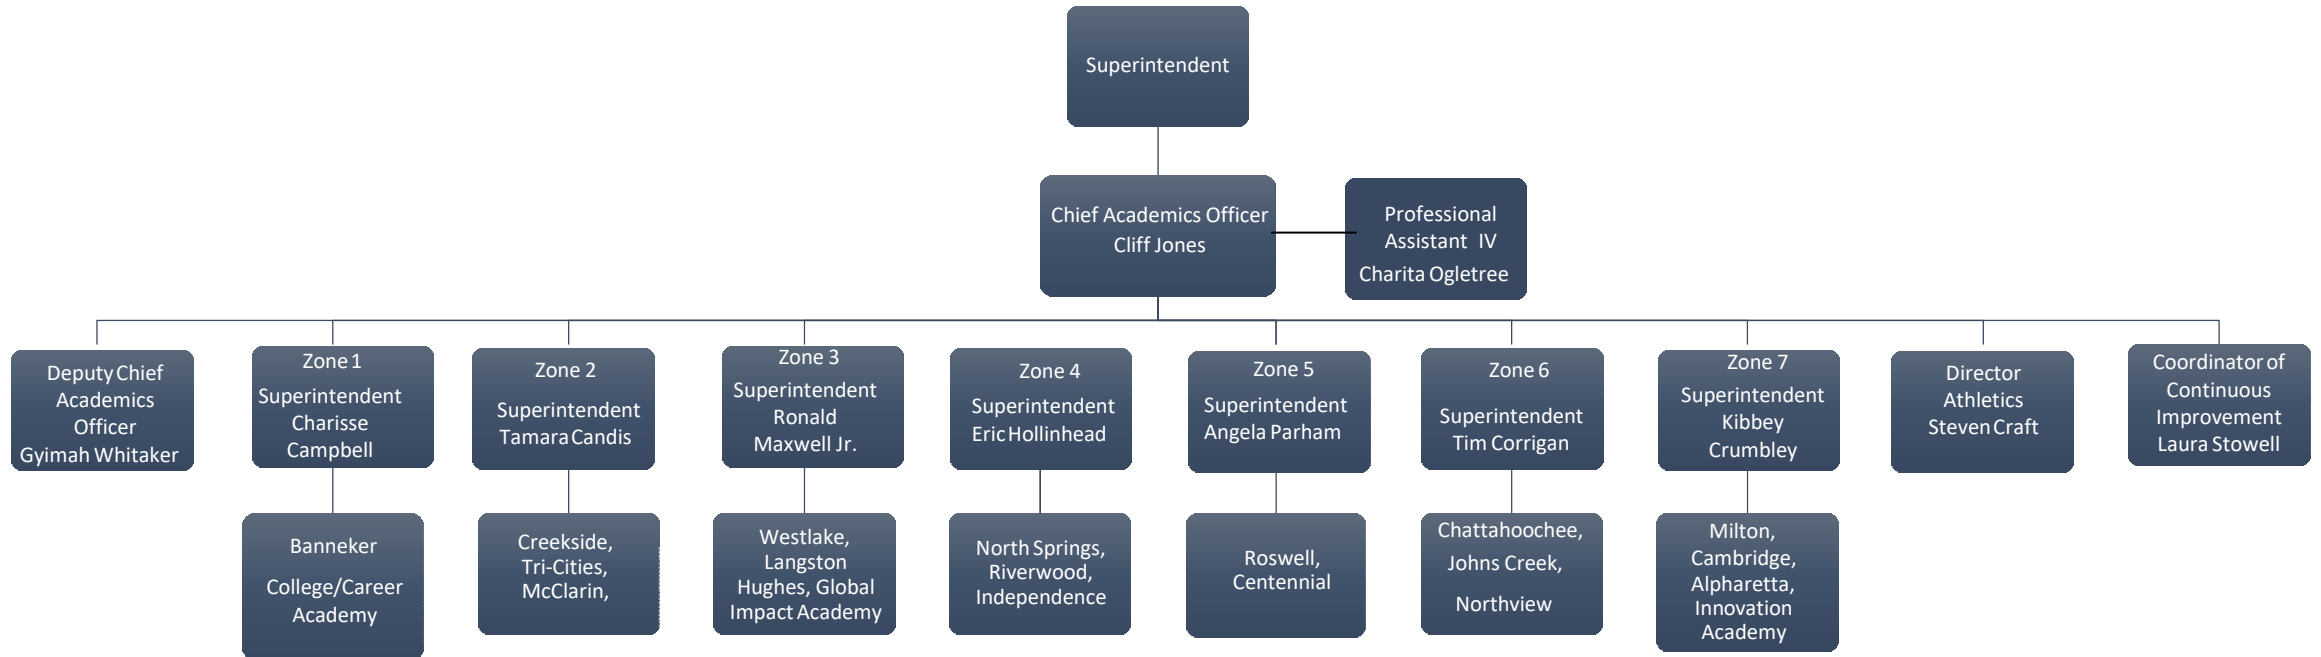 Superintendent
Chief Academics Officer
Cliff Jones
Professional
Assistant IV
Charita Ogletree
Deputy Chief
Academics
Officer
Gyimah Whitaker
Zone 1
Superintendent
Charisse
Campbell
Zone 2
Superintendent
Tamara Candis
Zone 3
Superintendent
Ronald
Maxwell Jr.
Zone 4
Superintendent
Eric Hollinhead
Zone 5
Superintendent
Angela Parham
Zone 6
Superintendent
Tim Corrigan
Zone 7
Superintendent
Kibbey
Crumbley
Director
Athletics
Steven Craft
Coordinator of
Continuous
Improvement
Laura Stowell
Banneker
College/Career
Academy
Creekside,
Tri-Cities,
McClarin,
Westlake,
Langston
Hughes, Global
Impact Academy
North Springs,
Riverwood,
Independence
Roswell,
Centennial
Chattahoochee,
Johns Creek,
Northview
Milton,
Cambridge,
Alpharetta,
Innovation
Academy